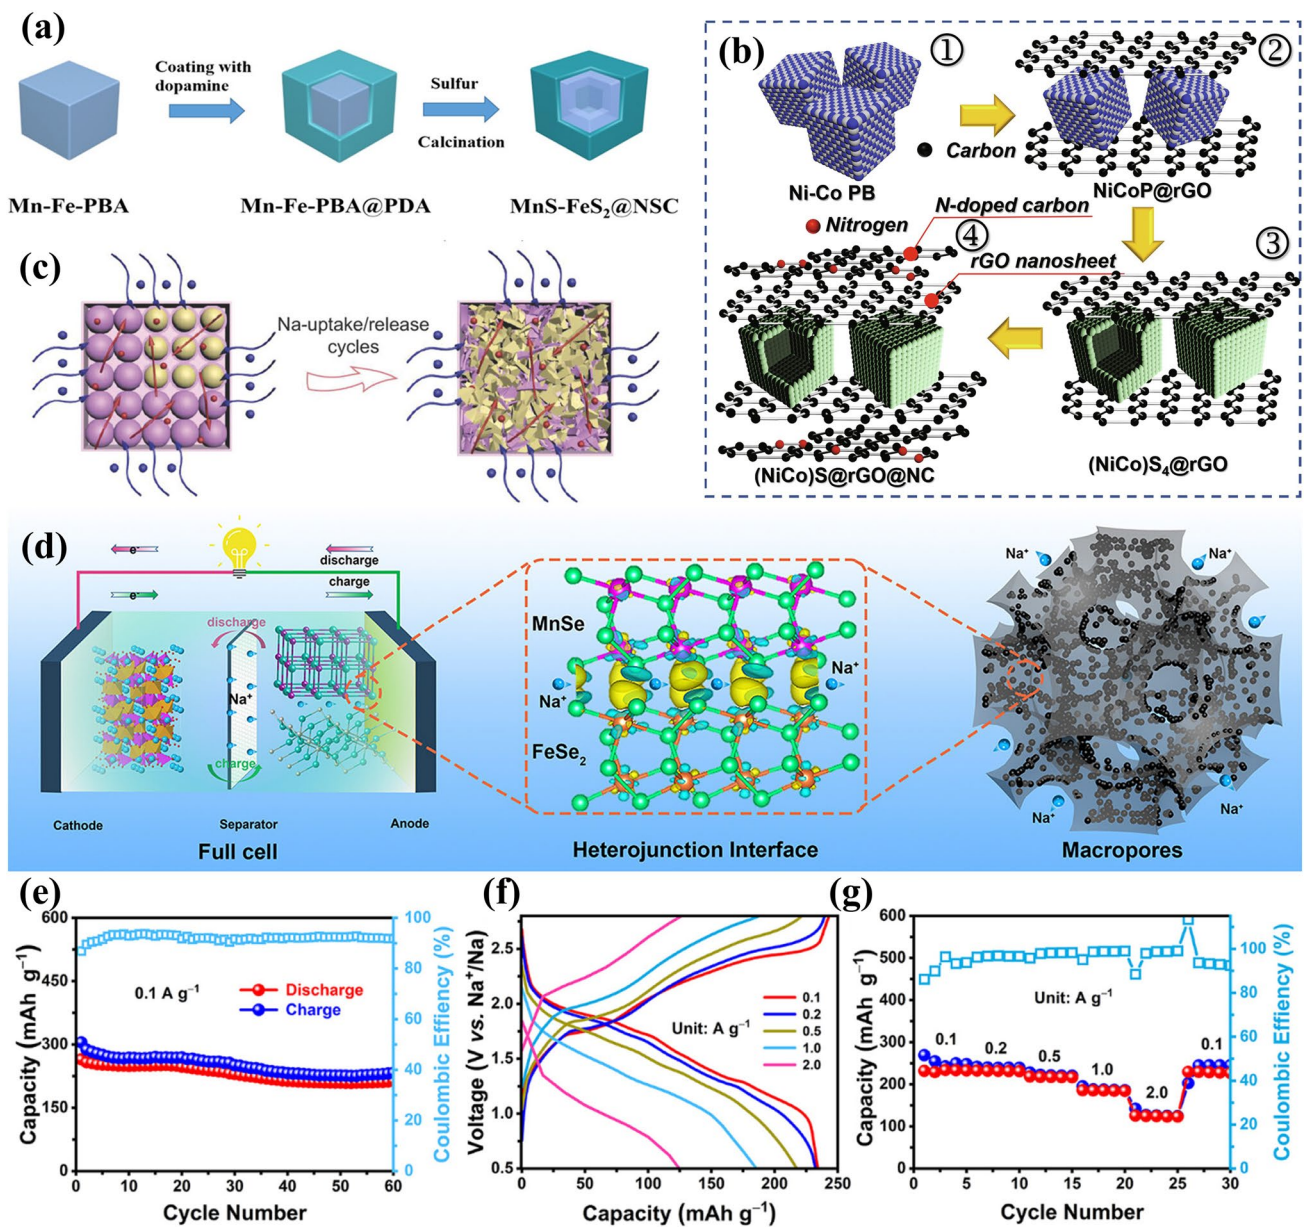 (a)
Coating with
dopamine
Sulfur
Calcination
Mn-Fe-PBA
Mn-Fe-PBA@PDA
MnS-FeS₂@NSC
(b)
①
②
Carbon
Ni-Co PB
NiCoP@rGO
Nitrogen
N-doped carbon
④
③
rGO nanosheet
(NiCo)S@rGO@NC
(NiCo)S₄@rGO
(c)
Na-uptake/release
cycles
(d)
e⁻
discharge
charge
e⁻
discharge
Na⁺
charge
Cathode
Separator
Anode
Full cell
MnSe
Na⁺
Na⁺
FeSe₂
Heterojunction Interface
Na⁺
Na⁺
Na⁺
Na⁺
Macropores
(e)
600
450
300
150
0
0 10 20 30 40 50 60
100
80
60
40
20
0
Capacity (mAh g⁻¹)
Coulombic Effiency (%)
0.1 A g⁻¹
Discharge
Charge
Cycle Number
(f)
2.5
2.0
1.5
1.0
0.5
0 50 100 150 200 250
Voltage (V vs. Na⁺/Na)
Unit: A g⁻¹
0.1
0.2
0.5
1.0
2.0
Capacity (mAh g⁻¹)
(g)
600
500
400
300
200
100
0
0 5 10 15 20 25 30
100
80
60
40
20
0
Capacity (mAh g⁻¹)
Coulombic Effiency (%)
Unit: A g⁻¹
0.1
0.2
0.5
1.0
2.0
0.1
Cycle Number